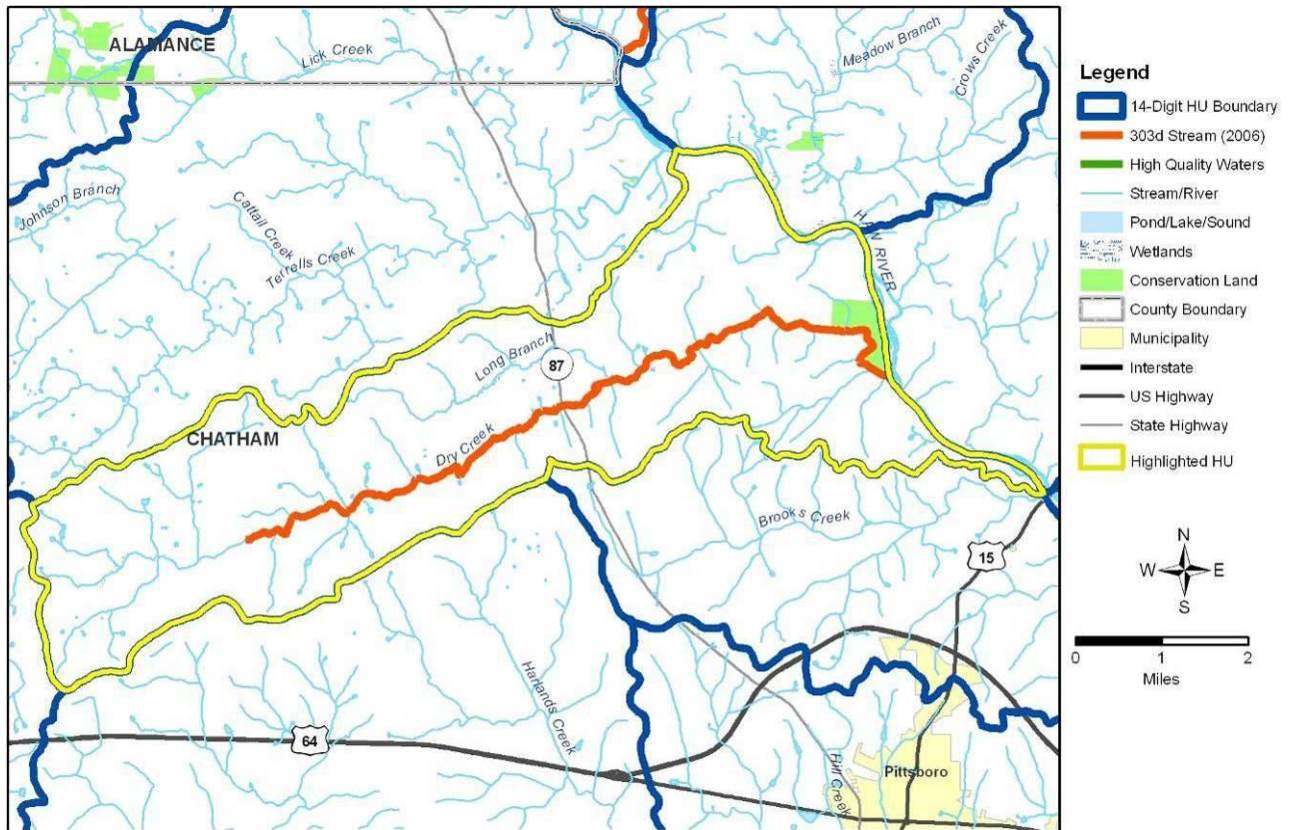 ALAMANCE
Lick Creek
Meadow Branch
Crows Creek
Johnson Branch
Cattail Creek
Terrells Creek
HAW RIVER
Long Branch
87
CHATHAM
Dry Creek
Brooks Creek
15
Harlands Creek
64
Hill Creek
Pittsboro
Legend
14-Digit HU Boundary
303d Stream (2006)
High Quality Waters
Stream/River
Pond/Lake/Sound
Wetlands
Conservation Land
County Boundary
Municipality
Interstate
US Highway
State Highway
Highlighted HU
N
W E
S
0 1 2
Miles